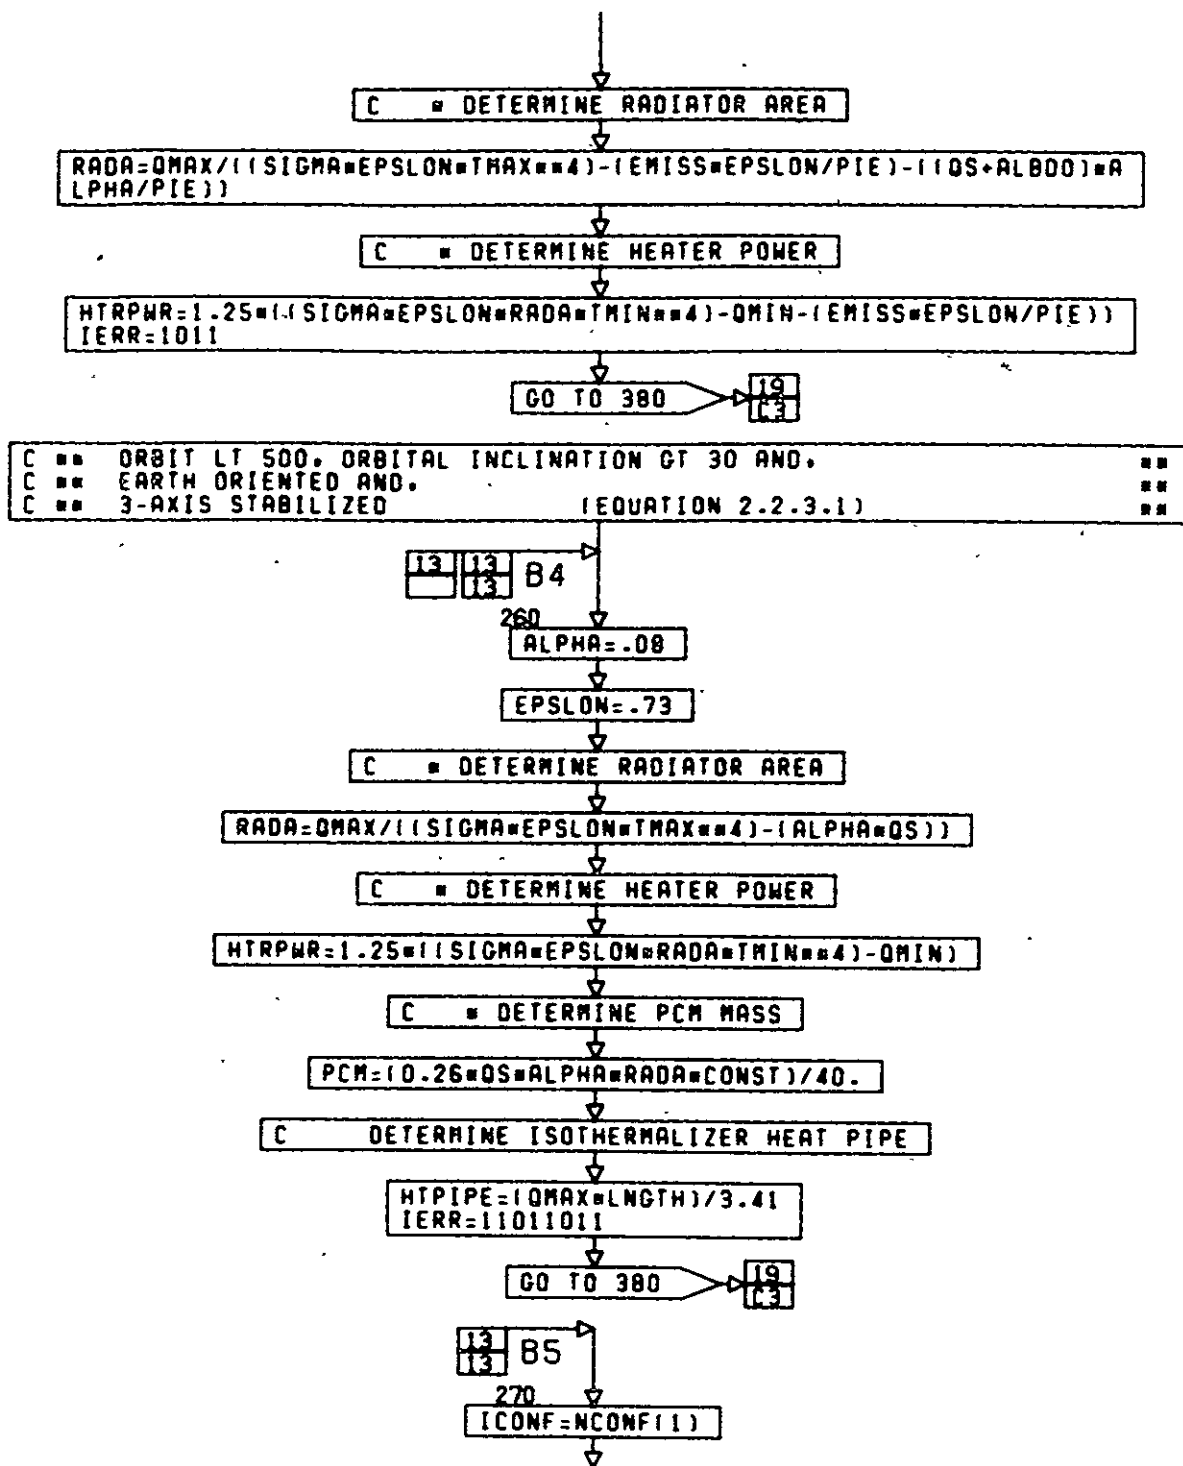 C * DETERMINE RADIATOR AREA
RADA=QMAX/((SIGMA*EPSLON*TMAX**4)-(EMISS*EPSLON/PIE)-((QS+ALBDO)*A
LPHA/PIE))
C * DETERMINE HEATER POWER
HTRPWR=1.25*((SIGMA*EPSLON*RADA*TMIN**4)-QMIN-(EMISS*EPSLON/PIE))
IERR=1011
GO TO 380
19
C3
C ** ORBIT LT 500. ORBITAL INCLINATION GT 30 AND. **
C ** EARTH ORIENTED AND. **
C ** 3-AXIS STABILIZED (EQUATION 2.2.3.1) **
13 13 B4
13
260
ALPHA=.08
EPSLON=.73
C * DETERMINE RADIATOR AREA
RADA=QMAX/((SIGMA*EPSLON*TMAX**4)-(ALPHA*QS))
C * DETERMINE HEATER POWER
HTRPWR=1.25*((SIGMA*EPSLON*RADA*TMIN**4)-QMIN)
C * DETERMINE PCM MASS
PCM=(0.26*QS*ALPHA*RADA*CONST)/40.
C DETERMINE ISOTHERMALIZER HEAT PIPE
HTPIPE=(QMAX*LNGTH)/3.41
IERR=11011011
GO TO 380
19
C3
13 B5
13
270
ICONF=NCONF(1)